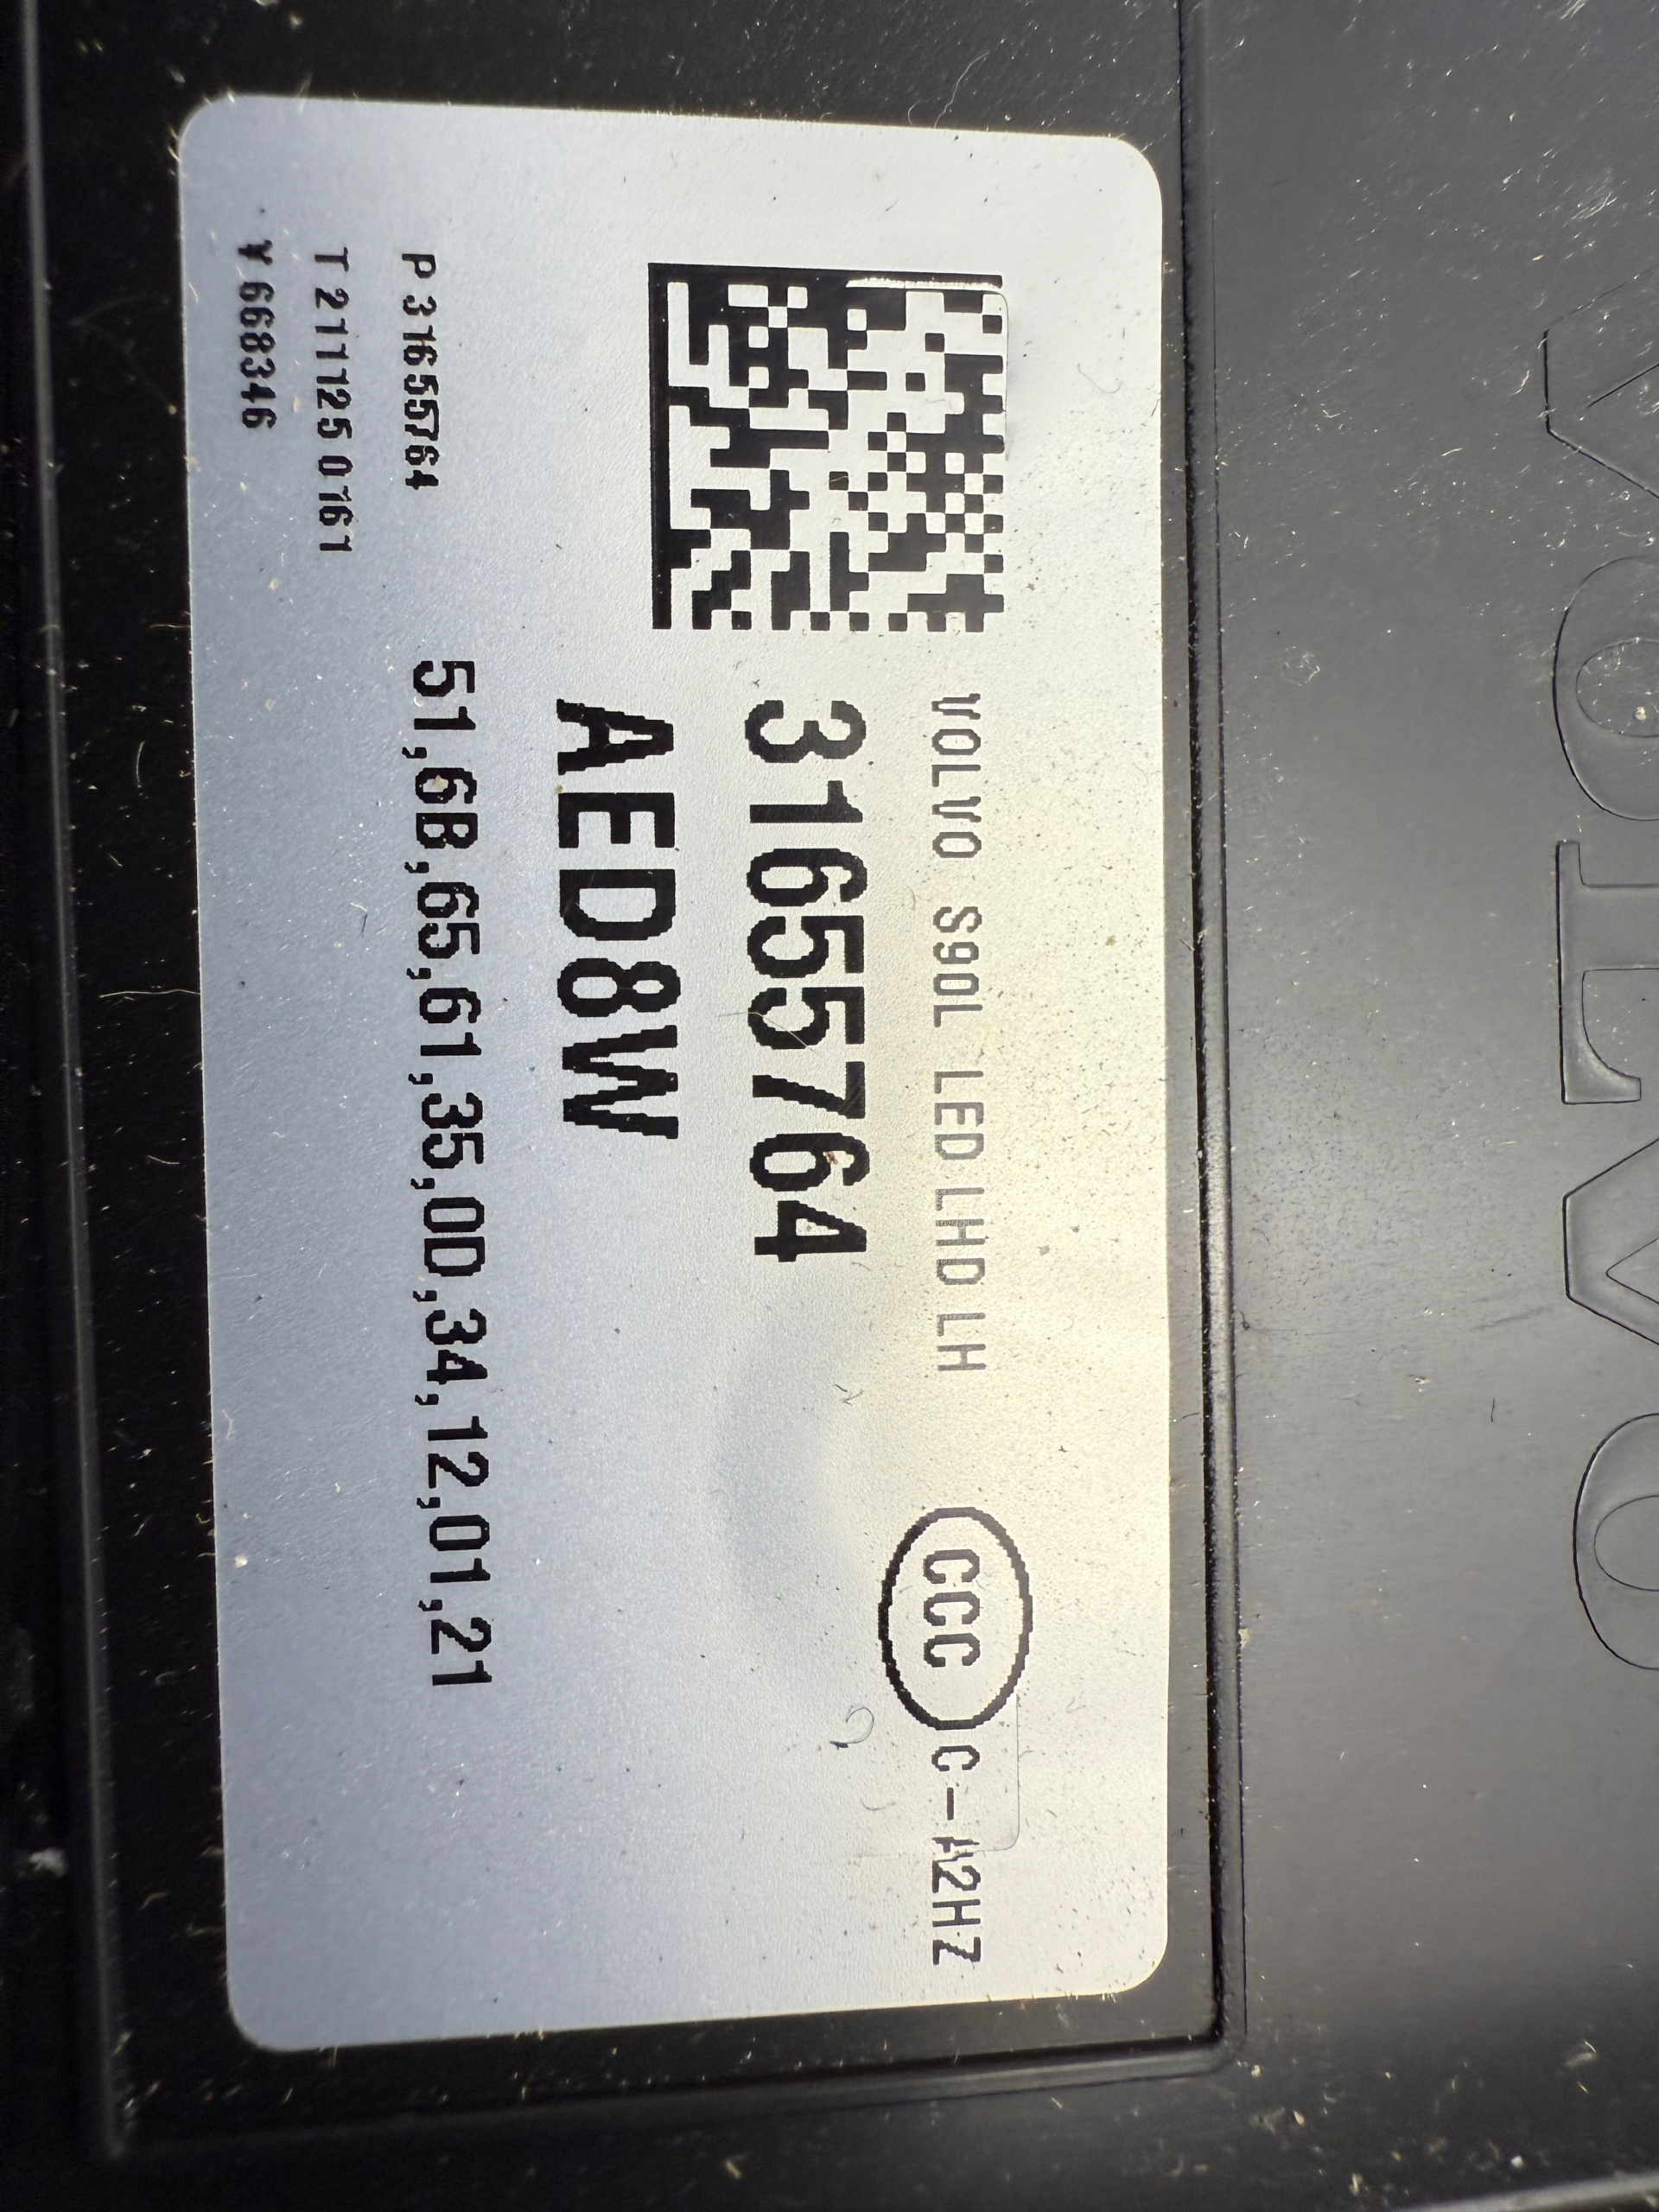 VOLVO
VOLVO S90L LED LHD LH
CCC C-A2HZ
31655764
AED8W
51,6B,65,61,35,0D,34,12,01,21
P 31655764
T 211125 0161
V 668346